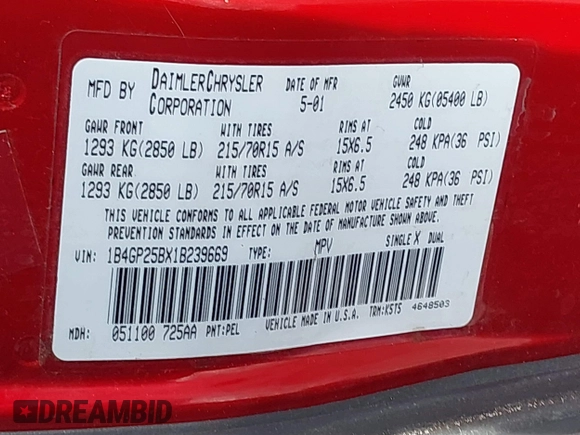 MFD BY DAIMLERCHRYSLER CORPORATION DATE OF MFR 5-01 GVWR 2450 KG(05400 LB)
GAWR FRONT WITH TIRES RIMS AT COLD
1293 KG(2850 LB) 215/70R15 A/S 15X6.5 248 KPA(36 PSI)
GAWR REAR WITH TIRES RIMS AT COLD
1293 KG(2850 LB) 215/70R15 A/S 15X6.5 248 KPA(36 PSI)
THIS VEHICLE CONFORMS TO ALL APPLICABLE FEDERAL MOTOR VEHICLE SAFETY AND THEFT
PREVENTION STANDARDS IN EFFECT ON THE DATE OF MANUFACTURE SHOWN ABOVE.
VIN: 1B4GP25BX1B239669 TYPE: MPV SINGLE X DUAL
MDH: 051100 725AA PNT:PEL VEHICLE MADE IN U.S.A. TRM:K5TS 4648503
DREAMBID